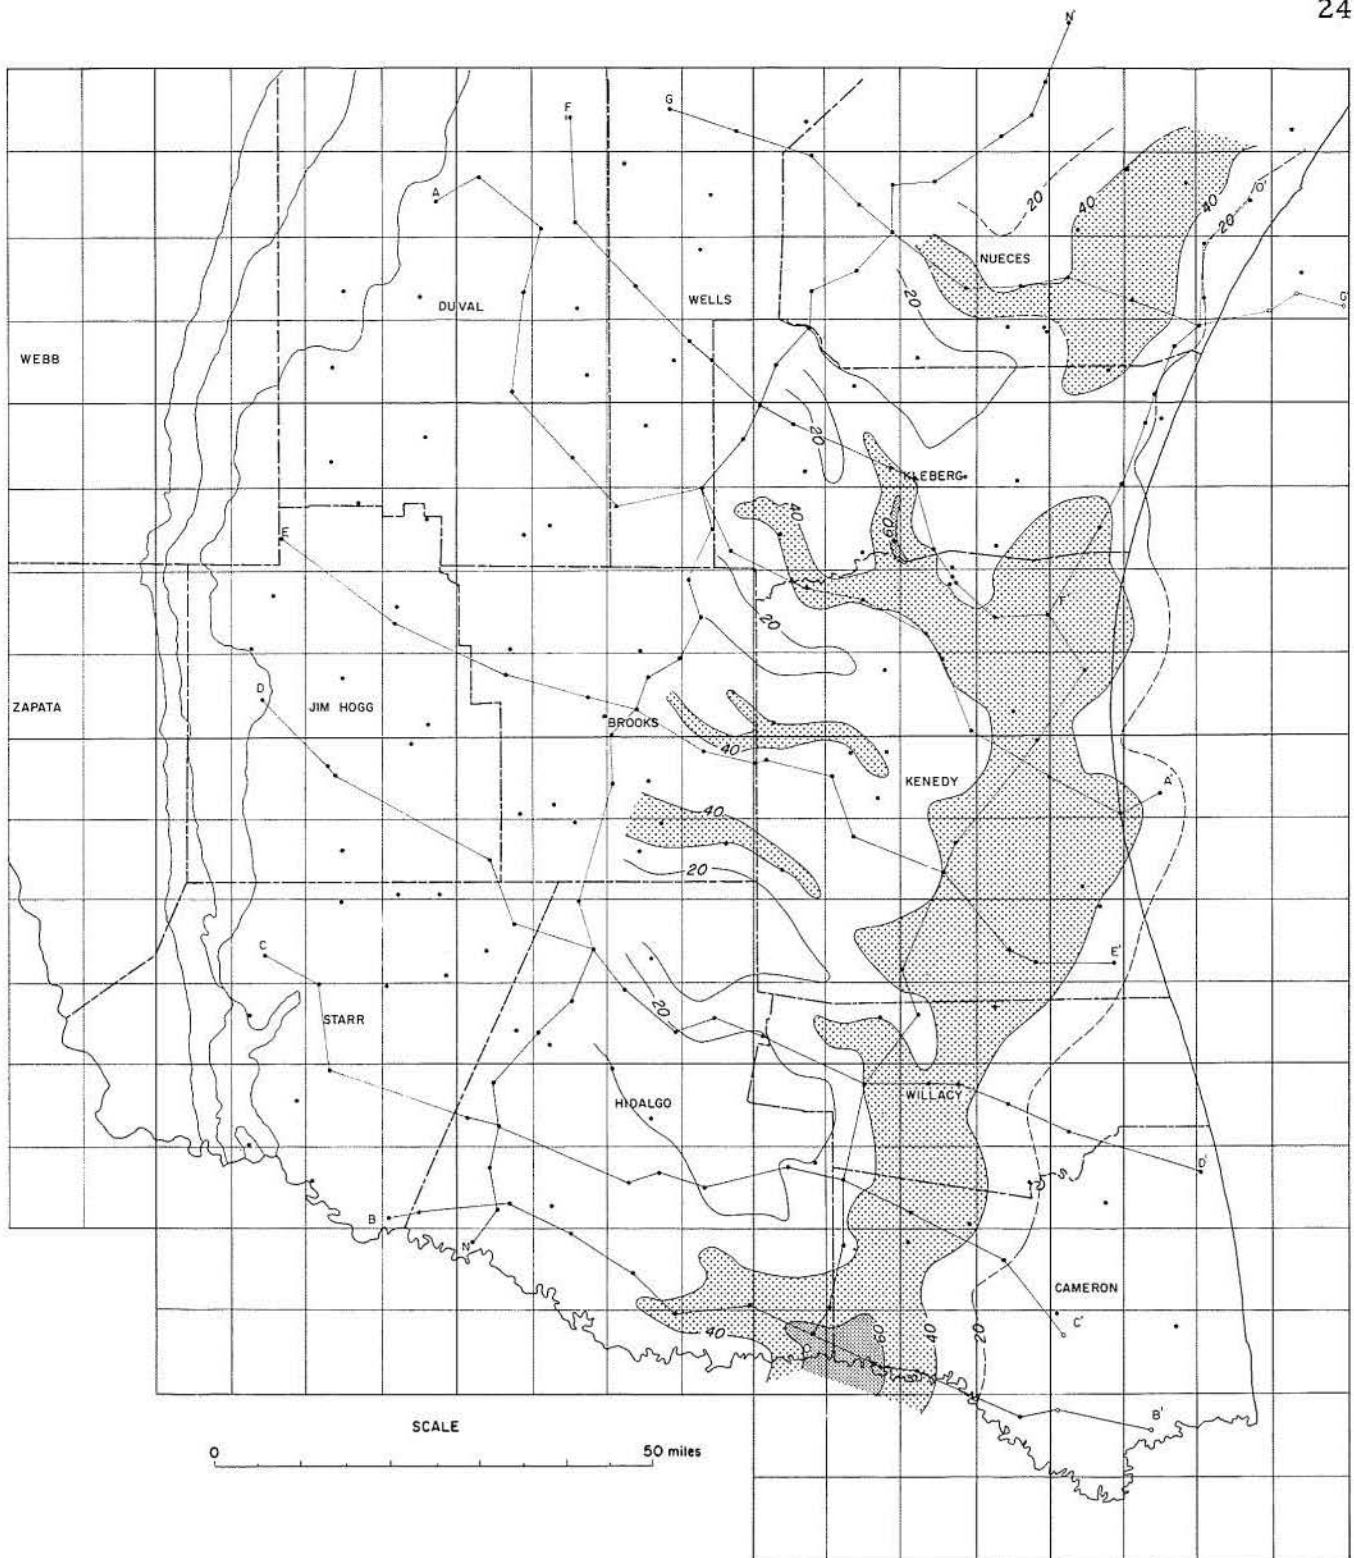 24
N'
G
F
A
O'
20
40
40
20
NUECES
20
G'
DUVAL
WELLS
WEBB
20
KLEBERG
40
60
E
F'
20
D
ZAPATA
JIM HOGG
BROOKS
40
KENEDY
A'
40
20
C
E'
20
STARR
HIDALGO
WILLACY
D'
B
N
CAMERON
C'
40
O
60
40
20
B'
SCALE
0
50 miles